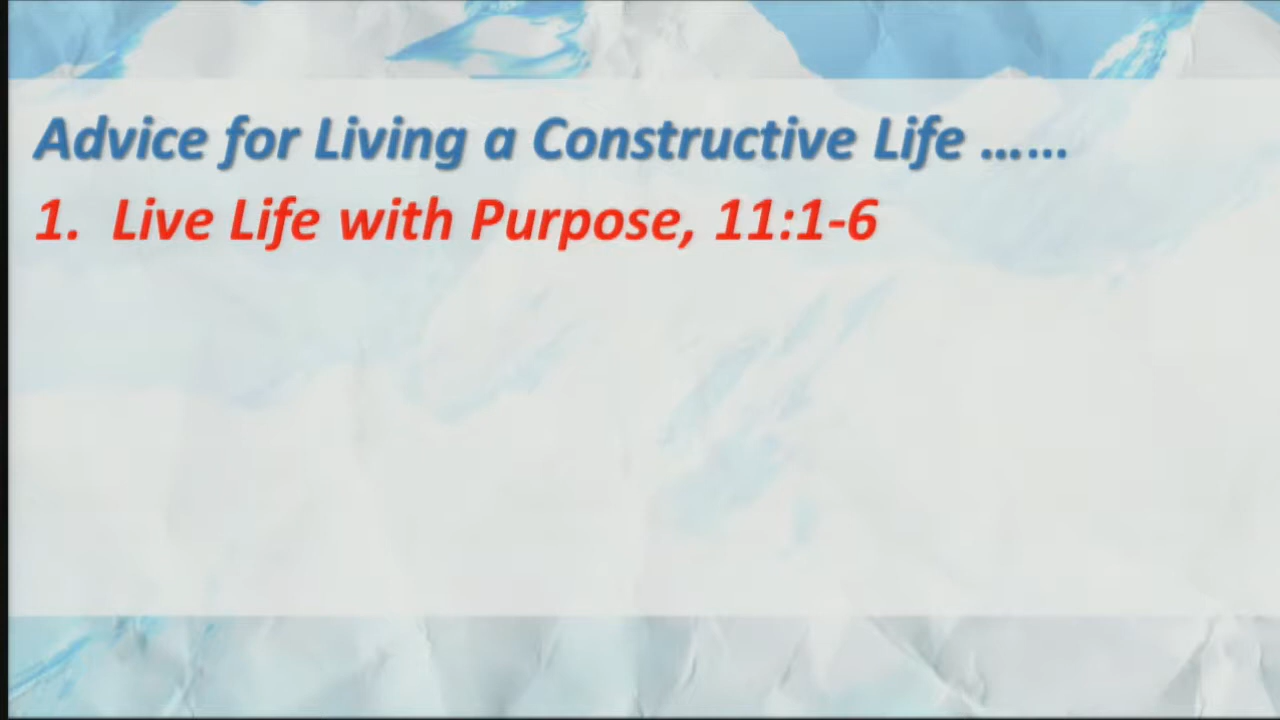 Advice for Living a Constructive Life ......
1. Live Life with Purpose, 11:1-6